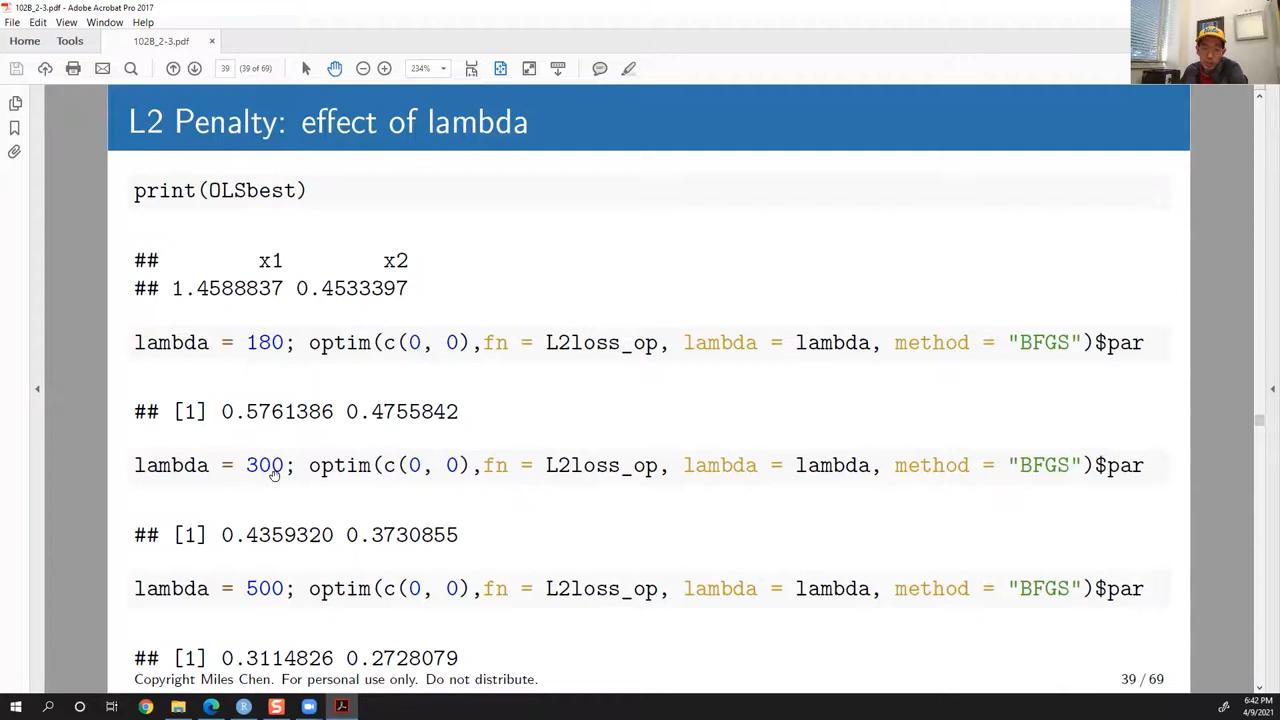 102B_2-3.pdf - Adobe Acrobat Pro 2017
File Edit View Window Help
Home Tools 102B_2-3.pdf ×
39 (39 of 69) 234%
L2 Penalty: effect of lambda
print(OLSbest)
## x1 x2
## 1.4588837 0.4533397
lambda = 180; optim(c(0, 0),fn = L2loss_op, lambda = lambda, method = "BFGS")$par
## [1] 0.5761386 0.4755842
lambda = 300; optim(c(0, 0),fn = L2loss_op, lambda = lambda, method = "BFGS")$par
## [1] 0.4359320 0.3730855
lambda = 500; optim(c(0, 0),fn = L2loss_op, lambda = lambda, method = "BFGS")$par
## [1] 0.3114826 0.2728079
Copyright Miles Chen. For personal use only. Do not distribute. 39 / 69
6:42 PM
4/9/2021